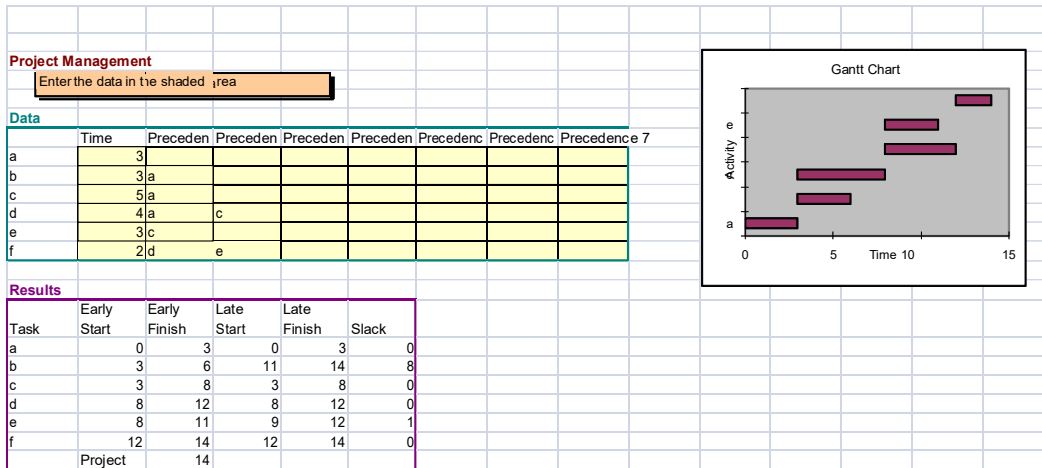 Project Management
Enter the data in the shaded area
Data
Time Preceden Preceden Preceden Preceden Precedenc Precedenc Precedence 7
a 3
b 3 a
c 5 a
d 4 a c
e 3 c
f 2 d e
Results
Early Early Late Late
Task Start Finish Start Finish Slack
a 0 3 0 3 0
b 3 6 11 14 8
c 3 8 3 8 0
d 8 12 8 12 0
e 8 11 9 12 1
f 12 14 12 14 0
Project 14
Gantt Chart
e
Activity
a
0 5 Time 10 15